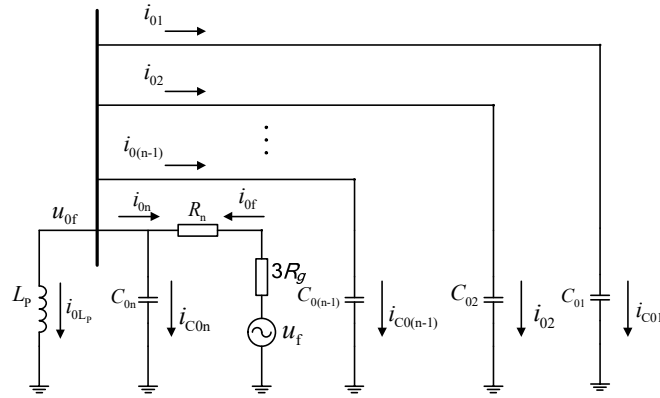 i01
i02
⋮
i0(n-1)
i0n
i0f
u0f
Rn
3Rg
LP
i0LP
C0n
iC0n
uf
C0(n-1)
iC0(n-1)
C02
i02
C01
iC01